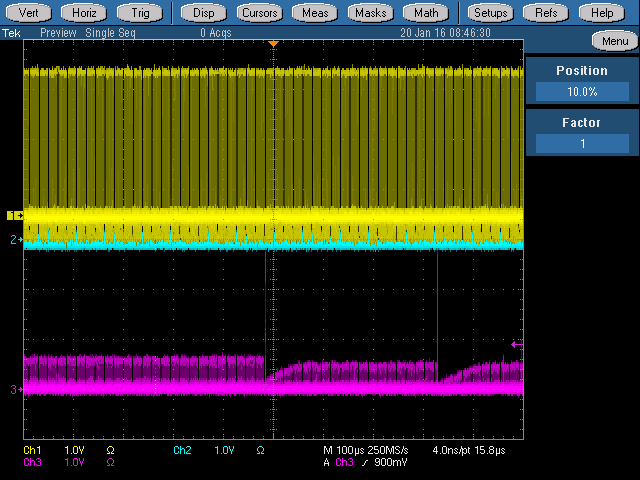 Vert Horiz Trig Disp Cursors Meas Masks Math Setups Refs Help
Tek Preview Single Seq 0 Acqs 20 Jan 16 08:46:30
Menu
Position
10.0%
Factor
1
1
2
3
Ch1 1.0V Ω Ch2 1.0V Ω M 100µs 250MS/s 4.0ns/pt 15.8µs
Ch3 1.0V Ω A Ch3 ƒ 900mV